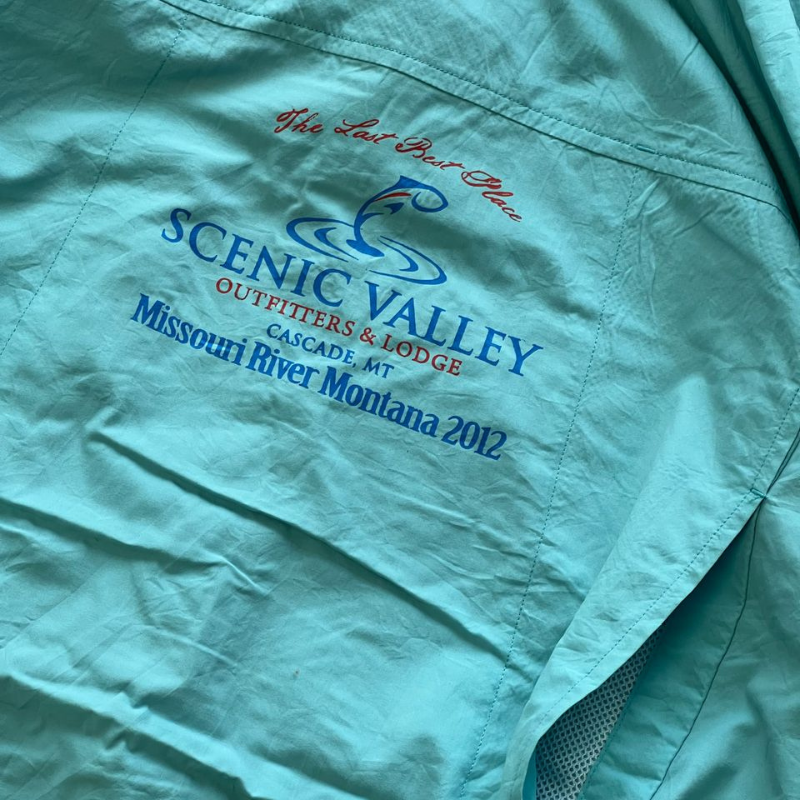 The Last Best Place
SCENIC VALLEY
OUTFITTERS & LODGE
CASCADE, MT
Missouri River Montana 2012